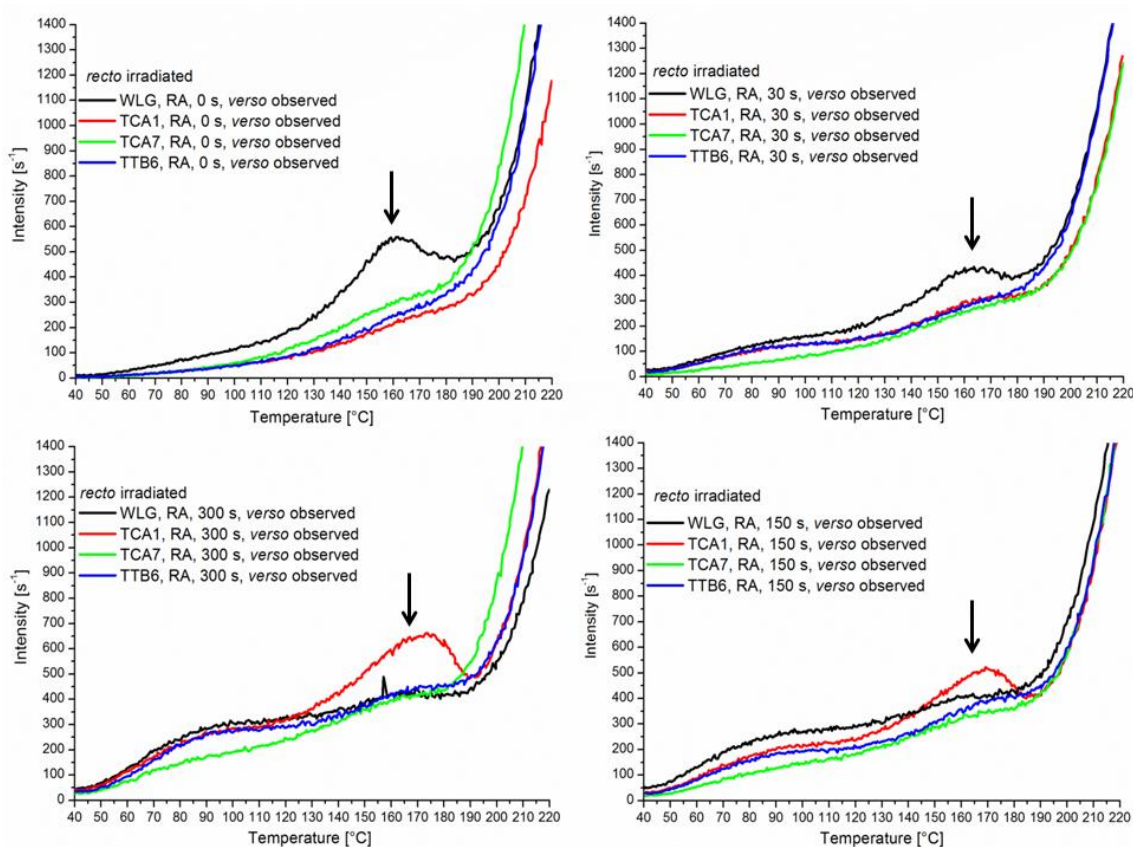 1400
1300
1200
1100
1000
900
800
700
600
500
400
300
200
100
0
Intensity [s⁻¹]
recto irradiated
WLG, RA, 0 s, verso observed
TCA1, RA, 0 s, verso observed
TCA7, RA, 0 s, verso observed
TTB6, RA, 0 s, verso observed
40 50 60 70 80 90 100 110 120 130 140 150 160 170 180 190 200 210 220
Temperature [°C]
1400
1300
1200
1100
1000
900
800
700
600
500
400
300
200
100
0
Intensity [s⁻¹]
recto irradiated
WLG, RA, 30 s, verso observed
TCA1, RA, 30 s, verso observed
TCA7, RA, 30 s, verso observed
TTB6, RA, 30 s, verso observed
40 50 60 70 80 90 100 110 120 130 140 150 160 170 180 190 200 210 220
Temperature [°C]
1400
1300
1200
1100
1000
900
800
700
600
500
400
300
200
100
0
Intensity [s⁻¹]
recto irradiated
WLG, RA, 300 s, verso observed
TCA1, RA, 300 s, verso observed
TCA7, RA, 300 s, verso observed
TTB6, RA, 300 s, verso observed
40 50 60 70 80 90 100 110 120 130 140 150 160 170 180 190 200 210 220
Temperature [°C]
1400
1300
1200
1100
1000
900
800
700
600
500
400
300
200
100
0
Intensity [s⁻¹]
recto irradiated
WLG, RA, 150 s, verso observed
TCA1, RA, 150 s, verso observed
TCA7, RA, 150 s, verso observed
TTB6, RA, 150 s, verso observed
40 50 60 70 80 90 100 110 120 130 140 150 160 170 180 190 200 210 220
Temperature [°C]